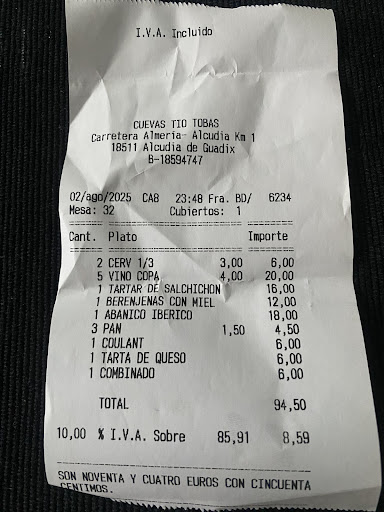 I.V.A. Incluido
CUEVAS TIO TOBAS
Carretera Almeria- Alcudia Km 1
18511 Alcudia de Guadix
B-18594747
02/ago/2025 CAB 23:48 Fra. BD/ 6234
Mesa: 32 Cubiertos: 1
Cant. Plato Importe
2 CERV 1/3 3,00 6,00
5 VINO COPA 4,00 20,00
1 TARTAR DE SALCHICHON 16,00
1 BERENJENAS CON MIEL 12,00
1 ABANICO IBERICO 18,00
3 PAN 1,50 4,50
1 COULANT 6,00
1 TARTA DE QUESO 6,00
1 COMBINADO 6,00
TOTAL 94,50
10,00 % I.V.A. Sobre 85,91 8,59
SON NOVENTA Y CUATRO EUROS CON CINCUENTA
CENTIMOS.